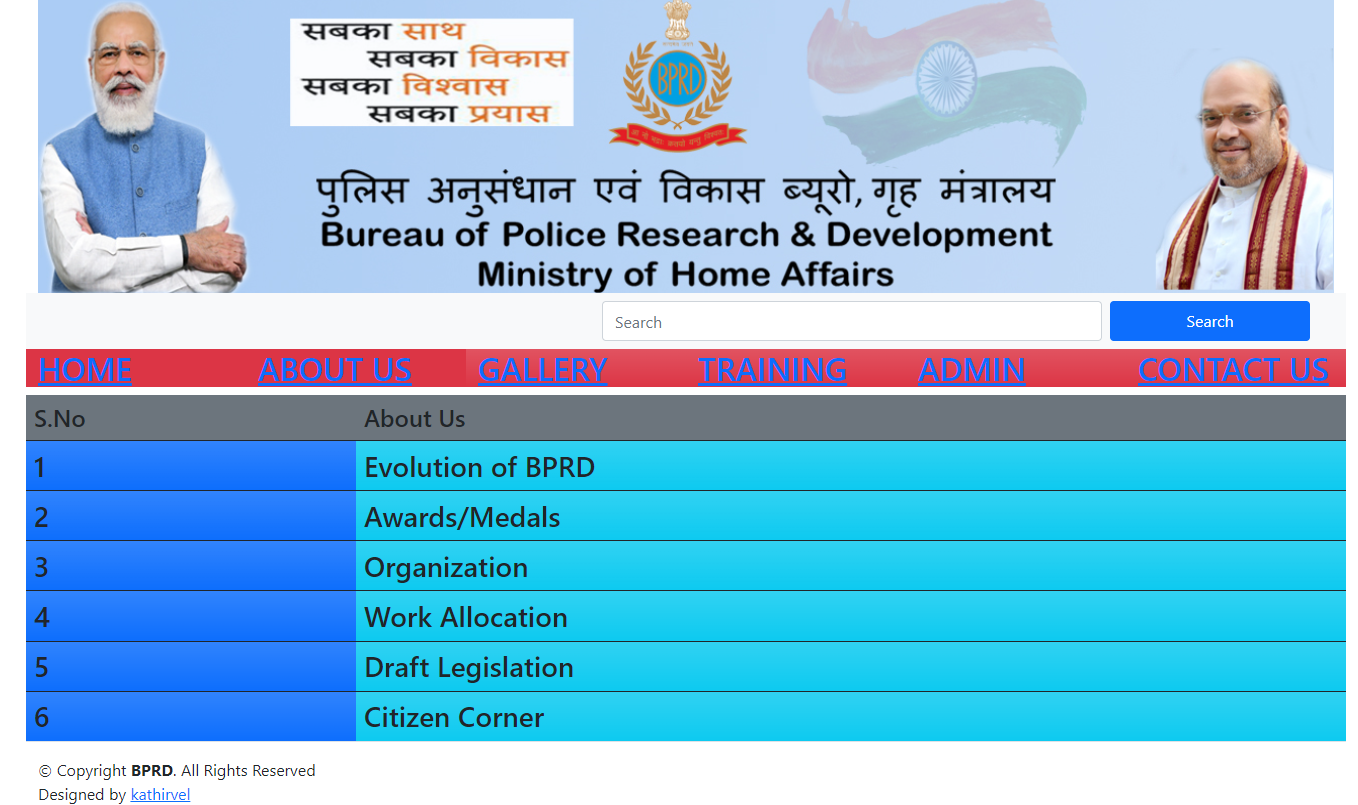 सबका साथ
सबका विकास
सबका विश्वास
सबका प्रयास
BPRD
पुलिस अनुसंधान एवं विकास ब्यूरो, गृह मंत्रालय
Bureau of Police Research & Development
Ministry of Home Affairs
Search Search
HOME ABOUT US GALLERY TRAINING ADMIN CONTACT US
S.No About Us
1 Evolution of BPRD
2 Awards/Medals
3 Organization
4 Work Allocation
5 Draft Legislation
6 Citizen Corner
© Copyright BPRD. All Rights Reserved
Designed by kathirvel